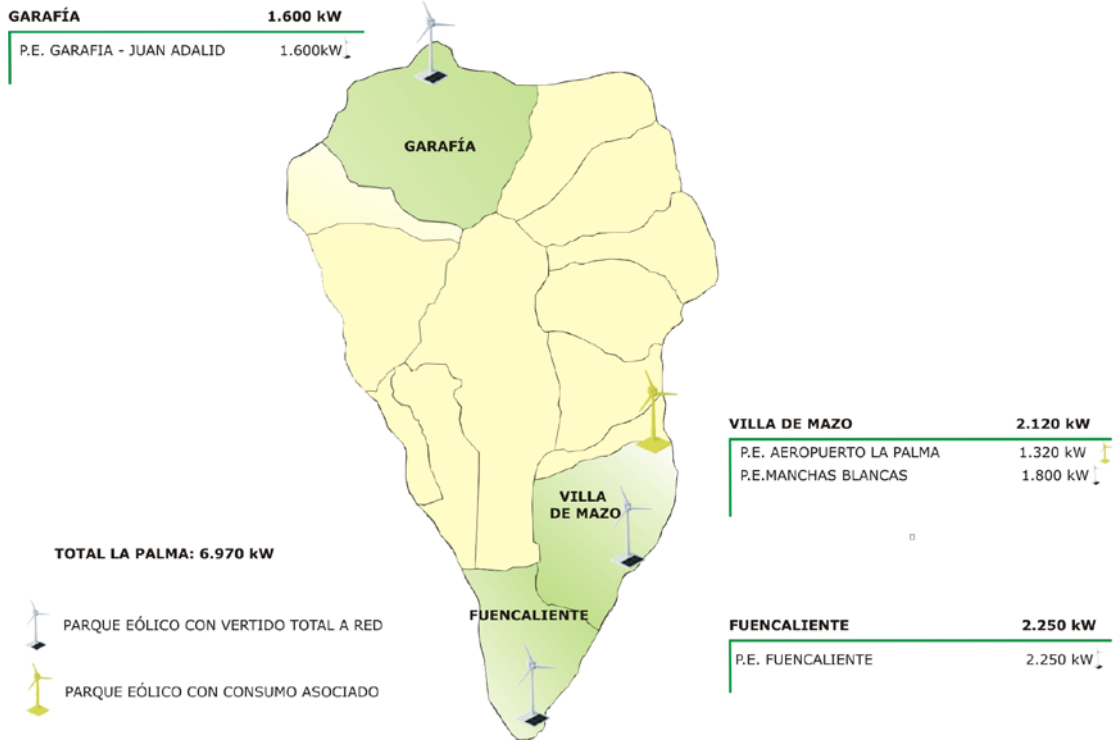 GARAFÍA 1.600 kW
P.E. GARAFIA - JUAN ADALID 1.600kW
GARAFÍA
VILLA DE MAZO 2.120 kW
P.E. AEROPUERTO LA PALMA 1.320 kW
P.E.MANCHAS BLANCAS 1.800 kW
VILLA
DE MAZO
TOTAL LA PALMA: 6.970 kW
FUENCALIENTE
PARQUE EÓLICO CON VERTIDO TOTAL A RED
FUENCALIENTE 2.250 kW
P.E. FUENCALIENTE 2.250 kW
PARQUE EÓLICO CON CONSUMO ASOCIADO